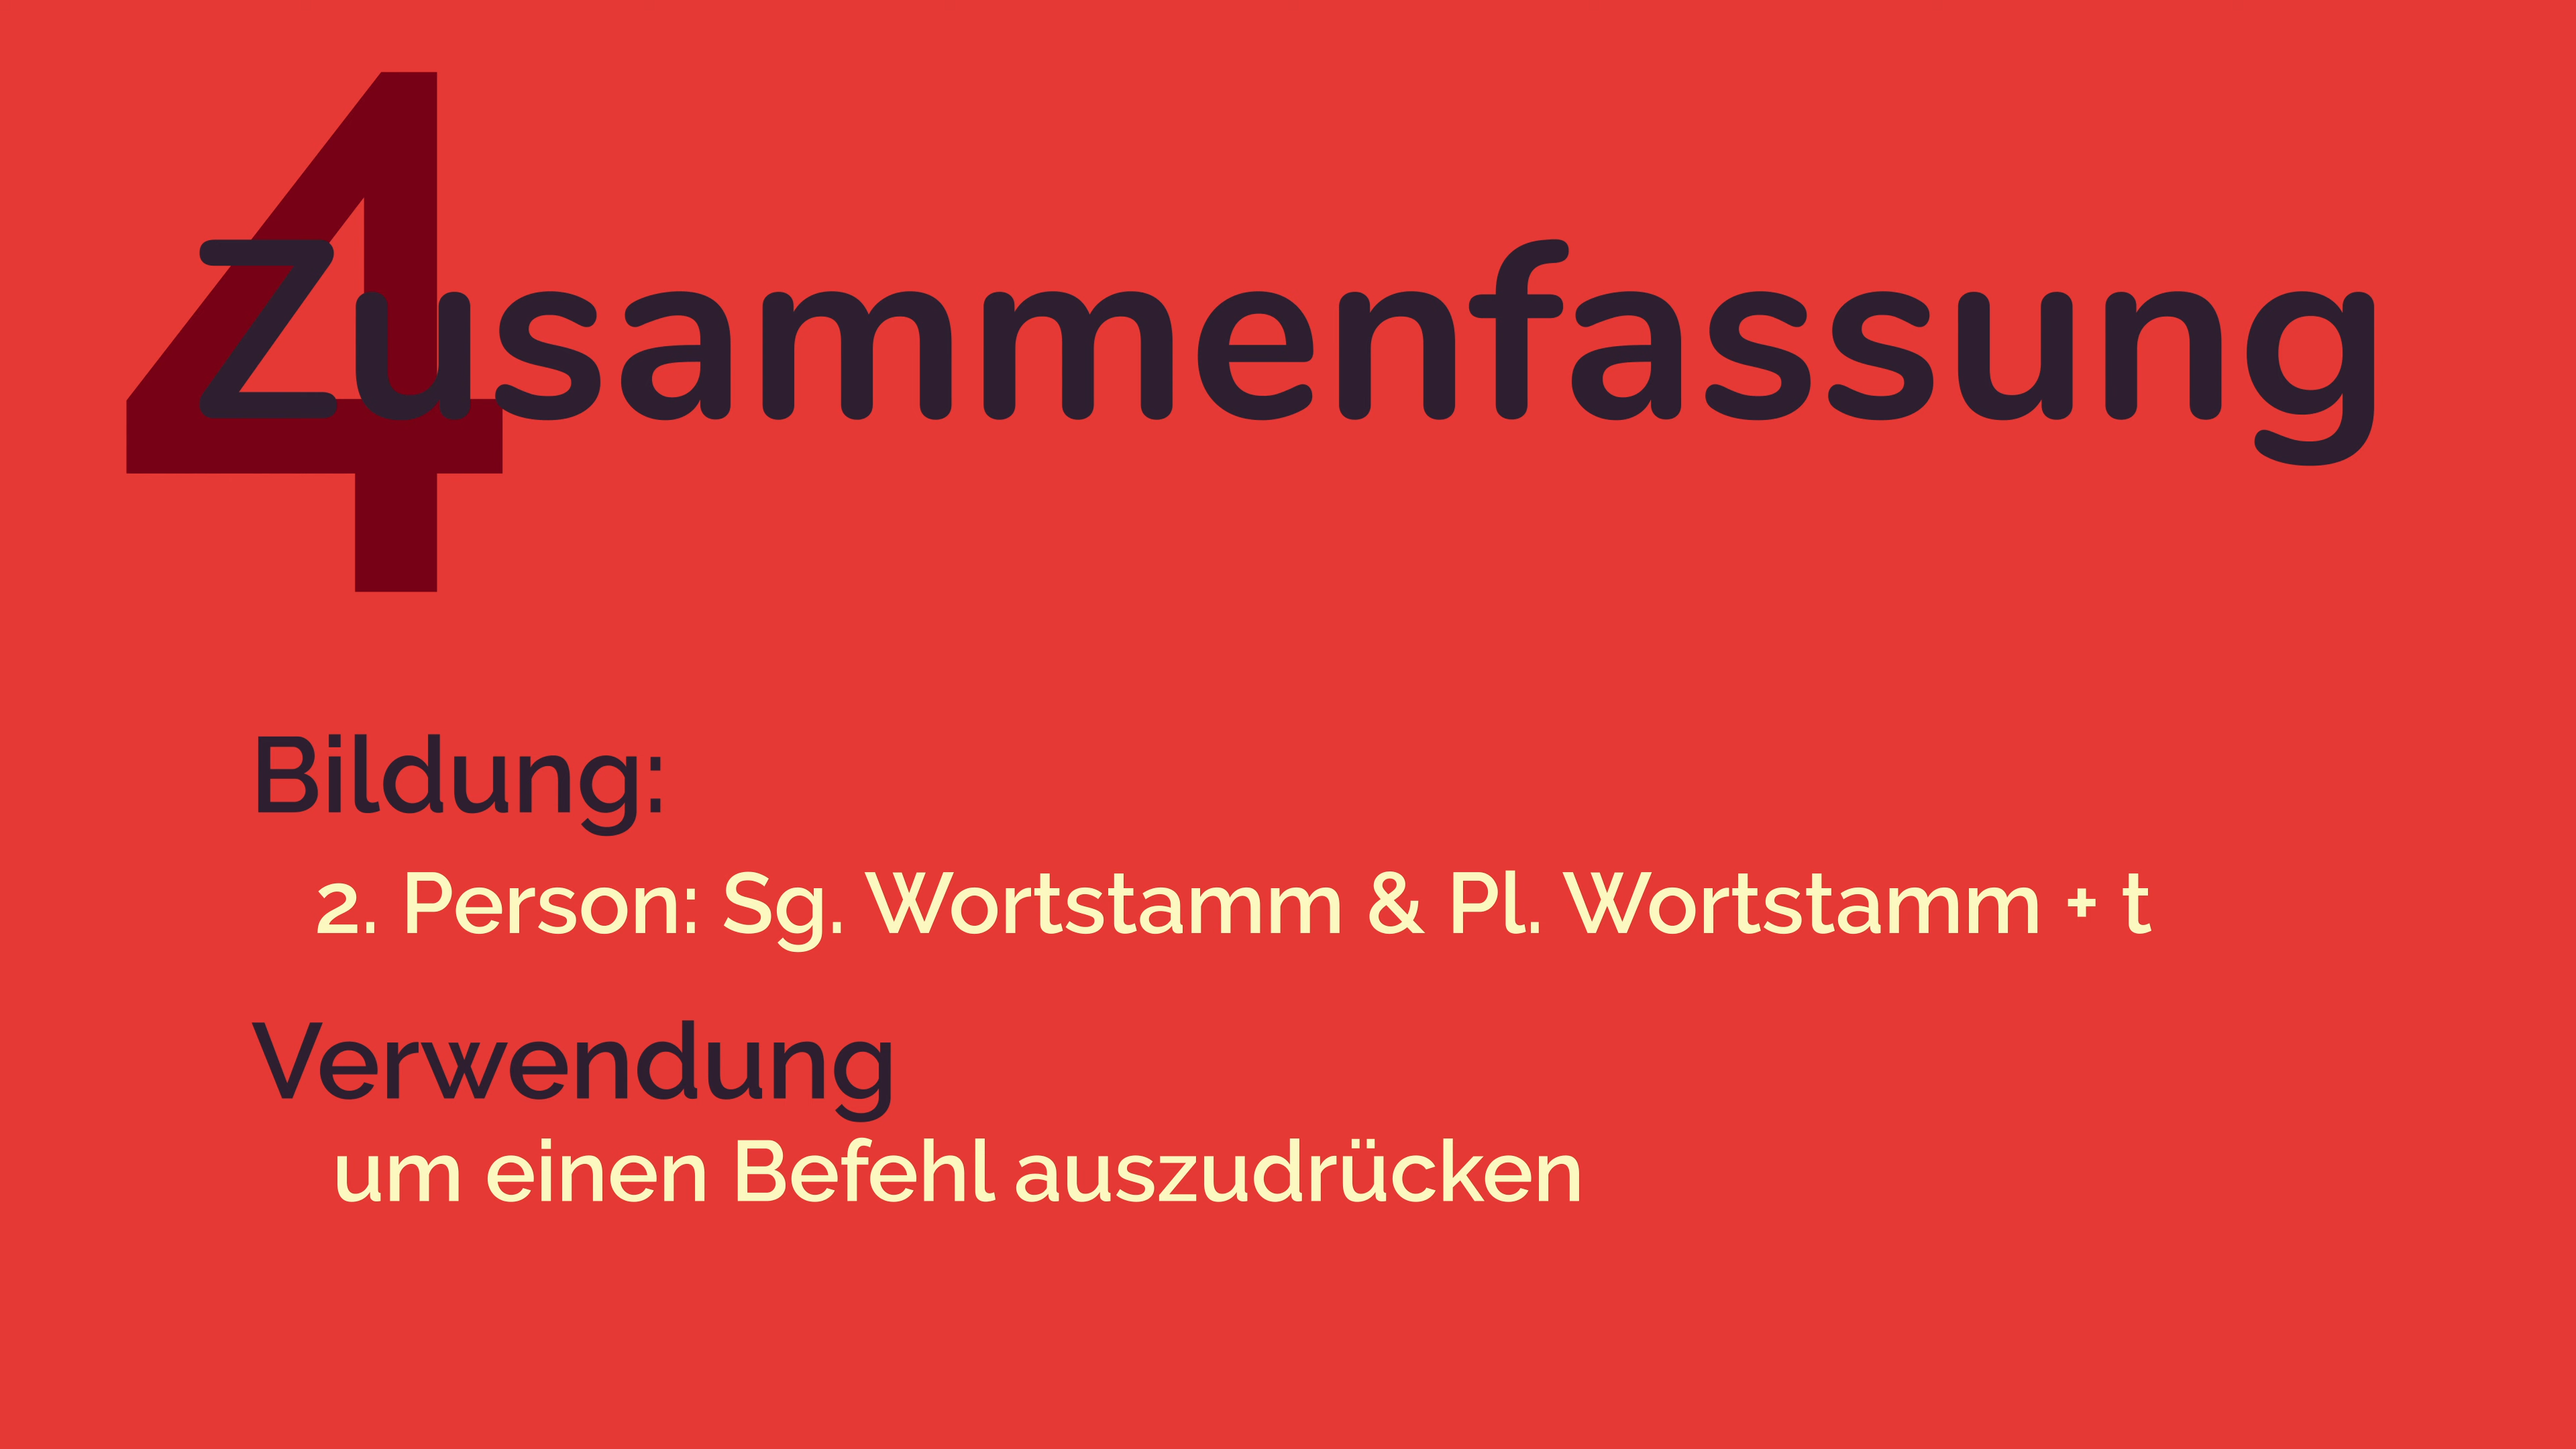 4
Zusammenfassung
Bildung:
2. Person: Sg. Wortstamm & Pl. Wortstamm + t
Verwendung
um einen Befehl auszudrücken